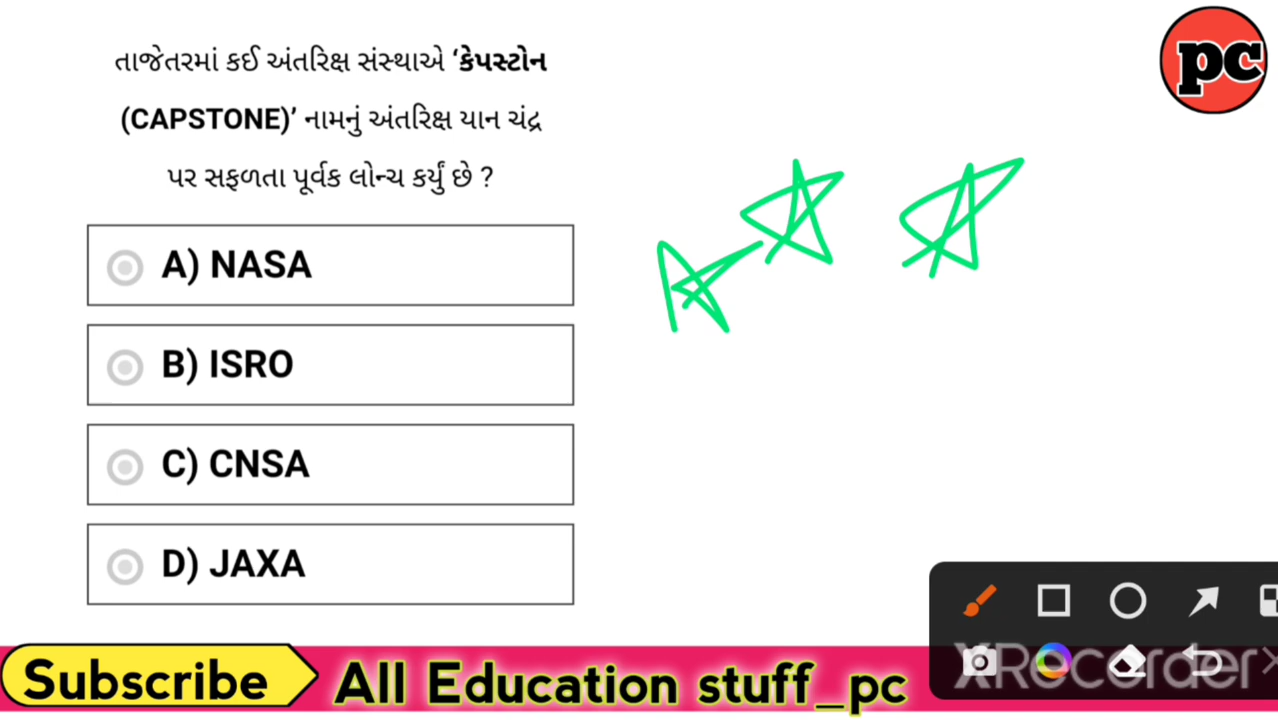 pc
તાજેતરમાં કઈ અંતરિક્ષ સંસ્થાએ ‘કેપસ્ટોન
(CAPSTONE)’ નામનું અંતરિક્ષ યાન ચંદ્ર
પર સફળતા પૂર્વક લોન્ચ કર્યું છે ?
A) NASA
B) ISRO
C) CNSA
D) JAXA
XRecorder
Subscribe All Education stuff_pc